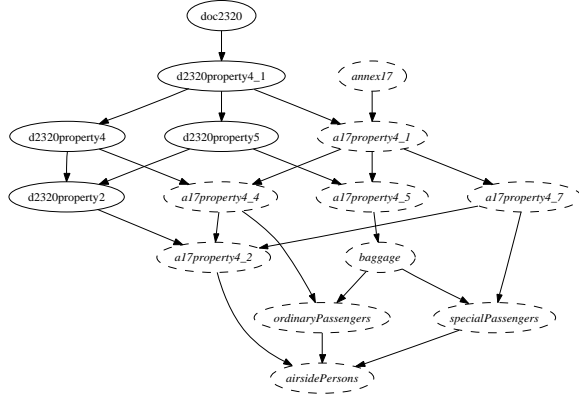 doc2320
d2320property4_1
annex17
d2320property4
d2320property5
a17property4_1
d2320property2
a17property4_4
a17property4_5
a17property4_7
a17property4_2
baggage
ordinaryPassengers
specialPassengers
airsidePersons